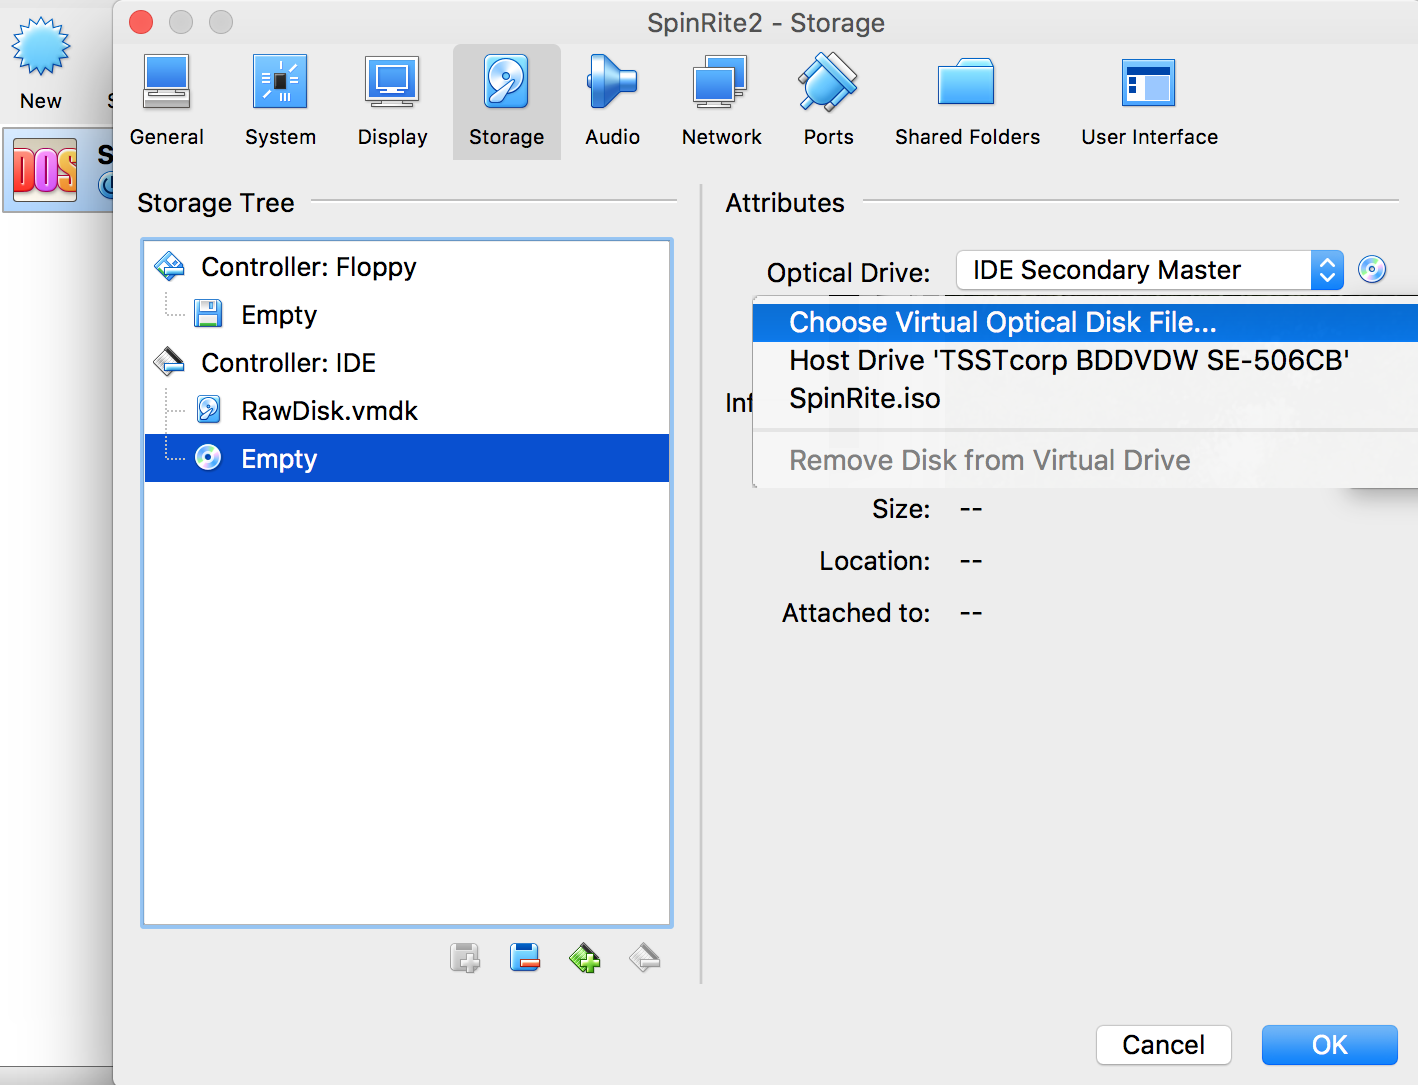 SpinRite2 - Storage
New
General
System
Display
Storage
Audio
Network
Ports
Shared Folders
User Interface
DOS
Storage Tree
Controller: Floppy
Empty
Controller: IDE
RawDisk.vmdk
Empty
Attributes
Optical Drive:
IDE Secondary Master
Choose Virtual Optical Disk File...
Host Drive 'TSSTcorp BDDVDW SE-506CB'
SpinRite.iso
Remove Disk from Virtual Drive
Size: --
Location: --
Attached to: --
Cancel
OK